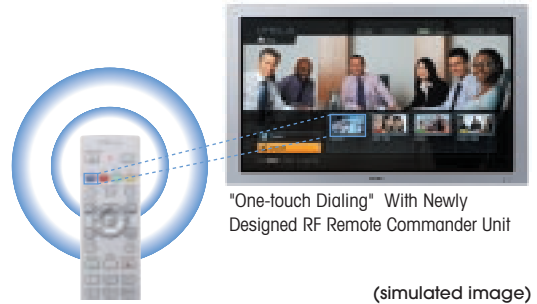 "One-touch Dialing" With Newly
Designed RF Remote Commander Unit
(simulated image)